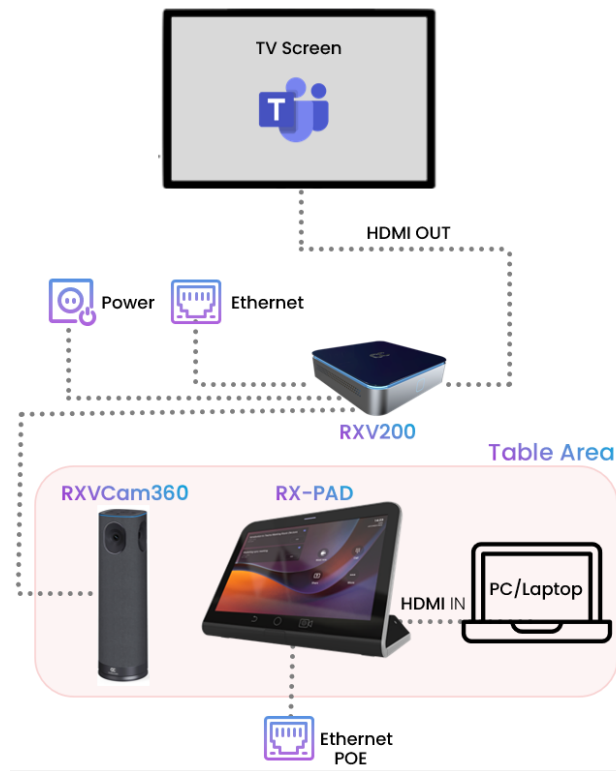 TV Screen
T
HDMI OUT
Power
Ethernet
RXV200
Table Area
RXVCam360
RX-PAD
HDMI IN
PC/Laptop
Ethernet
POE